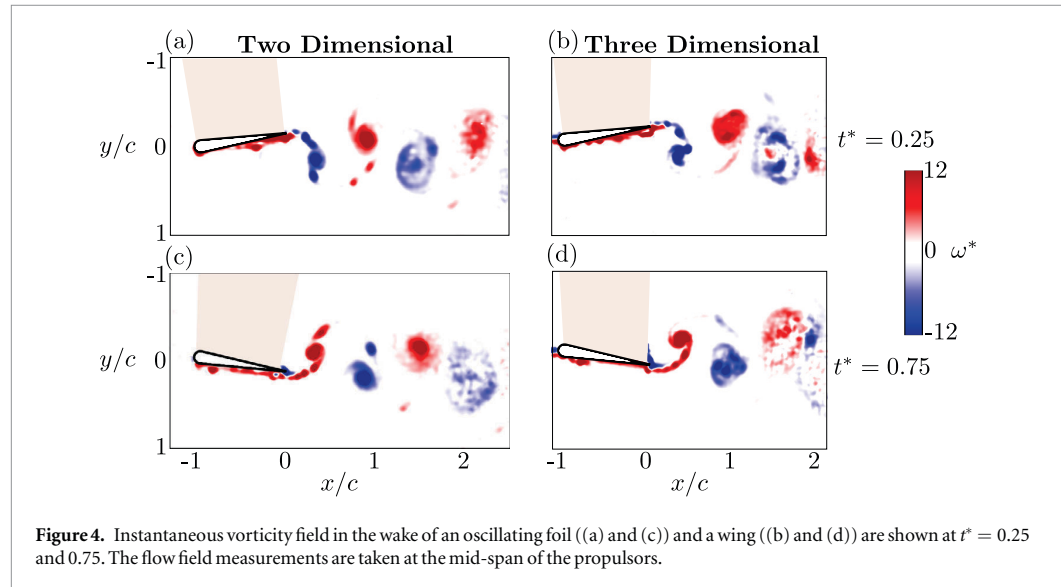 (a) Two Dimensional (b) Three Dimensional
-1
y/c 0
1
t* = 0.25
12
0 ω*
-12
(c) (d)
-1
y/c 0
1
t* = 0.75
-1 0 1 2 -1 0 1 2
x/c x/c
Figure 4. Instantaneous vorticity field in the wake of an oscillating foil ((a) and (c)) and a wing ((b) and (d)) are shown at t* = 0.25
and 0.75. The flow field measurements are taken at the mid-span of the propulsors.